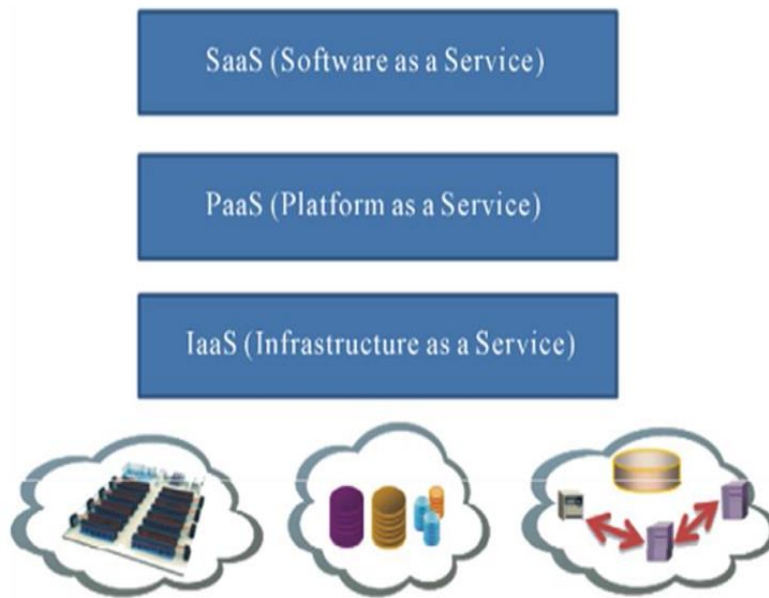 SaaS (Software as a Service)
PaaS (Platform as a Service)
IaaS (Infrastructure as a Service)